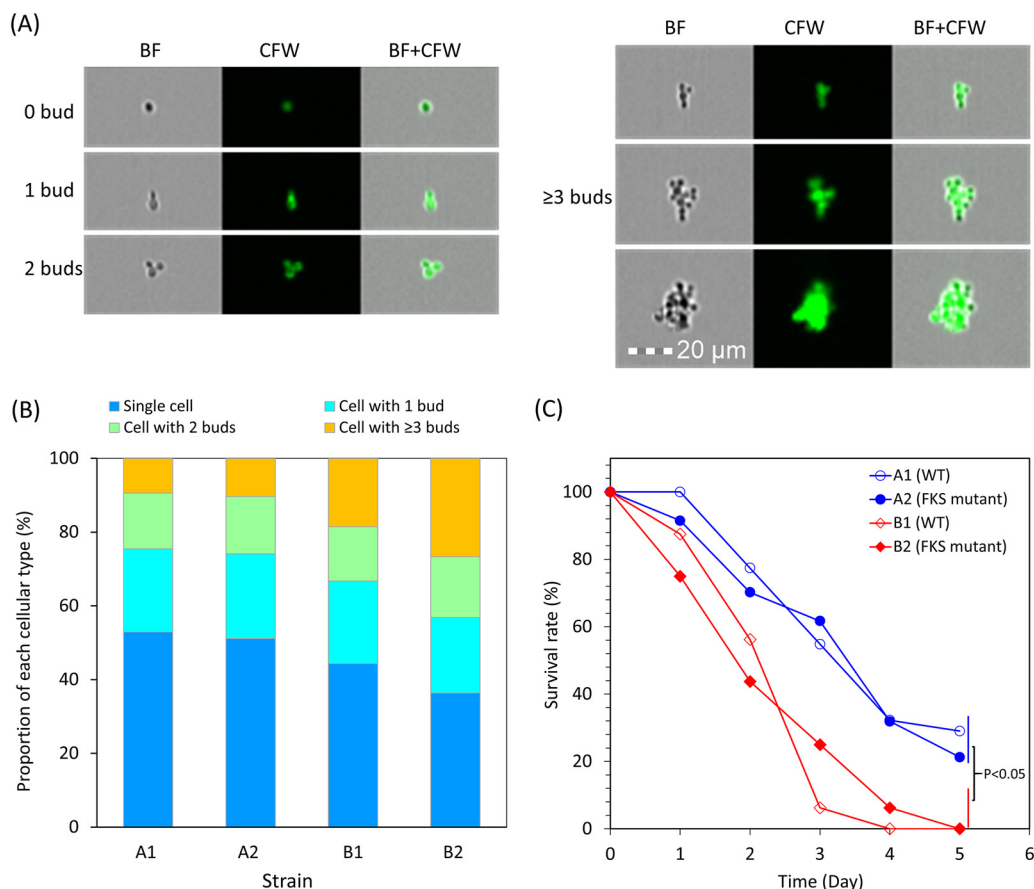 (A)
BF CFW BF+CFW
0 bud
1 bud
2 buds
BF CFW BF+CFW
≥3 buds
20 µm
(B)
Single cell Cell with 1 bud
Cell with 2 buds Cell with ≥3 buds
Proportion of each cellular type (%)
100
80
60
40
20
0
A1 A2 B1 B2
Strain
(C)
A1 (WT)
A2 (FKS mutant)
B1 (WT)
B2 (FKS mutant)
Survival rate (%)
100
80
60
40
20
0
P<0.05
0 1 2 3 4 5 6
Time (Day)